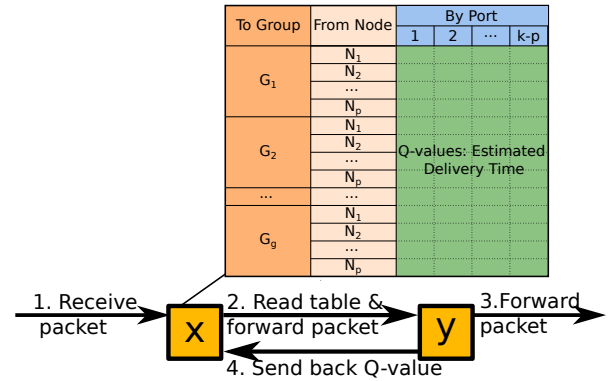 To Group From Node By Port
1 2 ... k-p
G1
N1
N2
...
Np
G2
N1
N2
...
Np
... ...
Gg
N1
N2
...
Np
Q-values: Estimated
Delivery Time
1. Receive
packet
x
2. Read table &
forward packet
y
3.Forward
packet
4. Send back Q-value